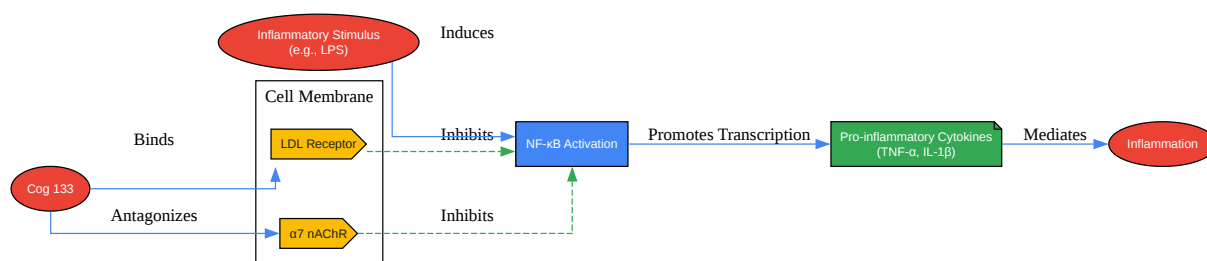 Inflammatory Stimulus
(e.g., LPS)
Induces
Cell Membrane
Binds
LDL Receptor
Inhibits
NF-κB Activation
Promotes Transcription
Pro-inflammatory Cytokines
(TNF-α, IL-1β)
Mediates
Inflammation
Cog 133
Antagonizes
α7 nAChR
Inhibits